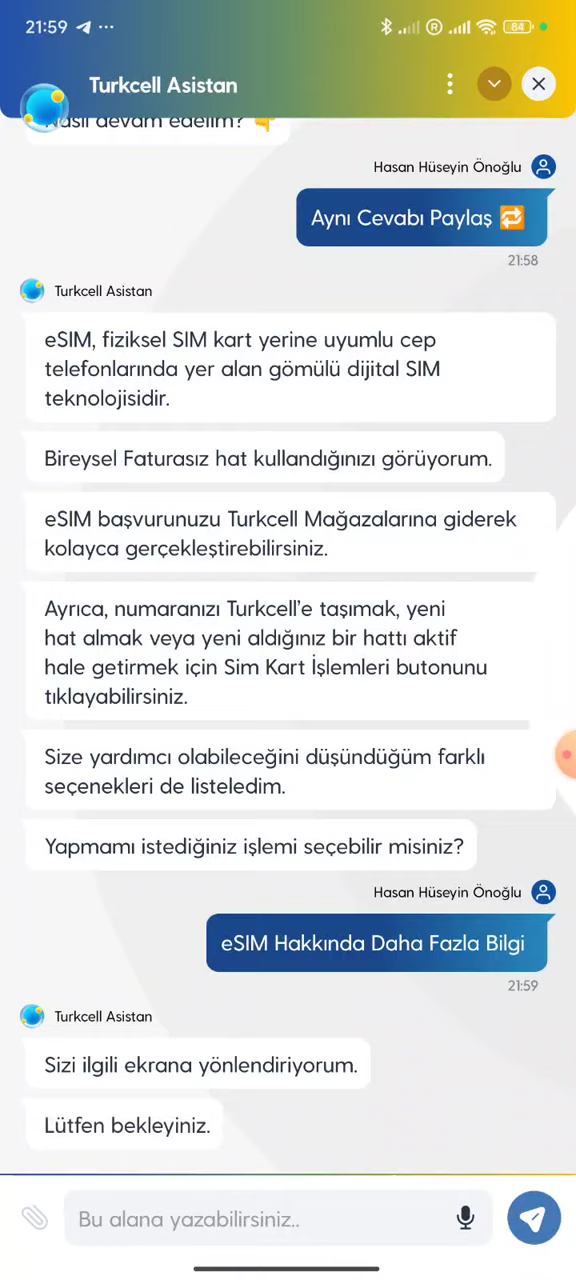 21:59
84
Turkcell Asistan
Nasıl devam edelim? 👇
Hasan Hüseyin Önoğlu
Aynı Cevabı Paylaş 🔁
21:58
Turkcell Asistan
eSIM, fiziksel SIM kart yerine uyumlu cep
telefonlarında yer alan gömülü dijital SIM
teknolojisidir.
Bireysel Faturasız hat kullandığınızı görüyorum.
eSIM başvurunuzu Turkcell Mağazalarına giderek
kolayca gerçekleştirebilirsiniz.
Ayrıca, numaranızı Turkcell’e taşımak, yeni
hat almak veya yeni aldığınız bir hattı aktif
hale getirmek için Sim Kart İşlemleri butonunu
tıklayabilirsiniz.
Size yardımcı olabileceğini düşündüğüm farklı
seçenekleri de listeledim.
Yapmamı istediğiniz işlemi seçebilir misiniz?
Hasan Hüseyin Önoğlu
eSIM Hakkında Daha Fazla Bilgi
21:59
Turkcell Asistan
Sizi ilgili ekrana yönlendiriyorum.
Lütfen bekleyiniz.
Bu alana yazabilirsiniz..